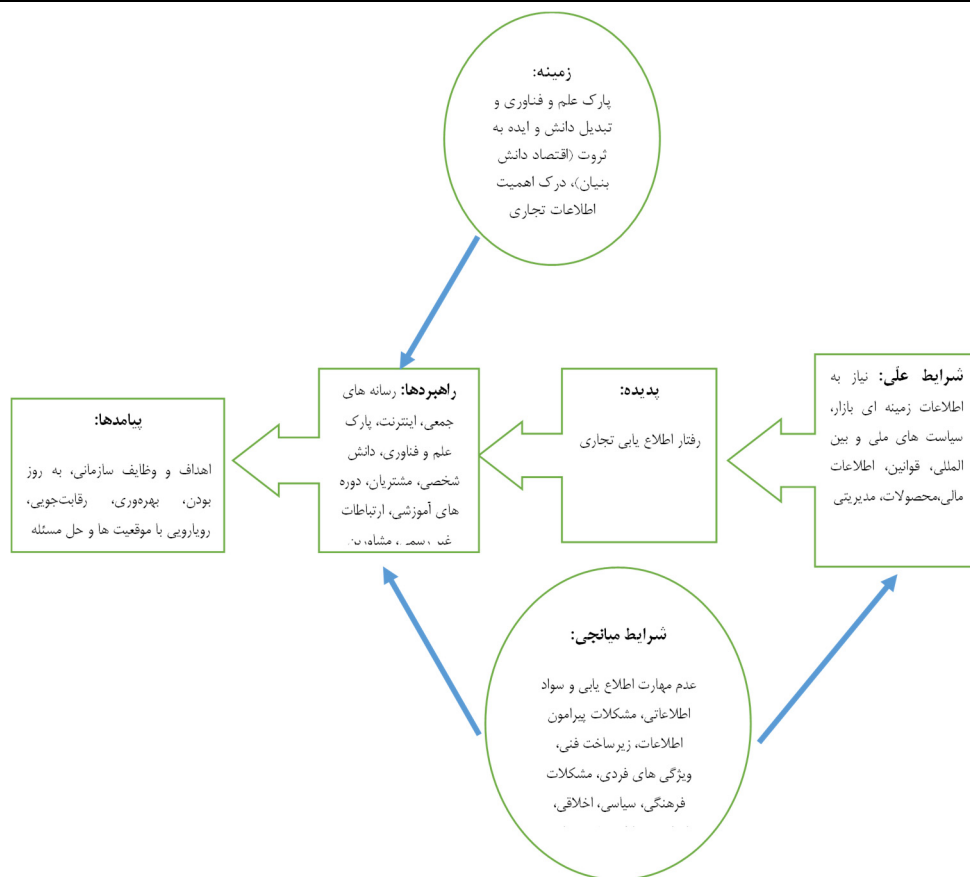 زمینه:
پارک علم و فناوری و
تبدیل دانش و ایده به
ثروت (اقتصاد دانش
بنیان)، درک اهمیت
اطلاعات تجاری
شرایط علّی: نیاز به
اطلاعات زمینه ای بازار،
سیاست های ملی و بین
المللی، قوانین، اطلاعات
مالی،محصولات، مدیریتی
پدیده:
رفتار اطلاع یابی تجاری
راهبردها: رسانه های
جمعی، اینترنت، پارک
علم و فناوری، دانش
شخصی، مشتریان، دوره
های آموزشی، ارتباطات
غیر رسمی، مشاورین
پیامدها:
اهداف و وظایف سازمانی، به روز
بودن، بهره‌وری، رقابت‌جویی،
رویارویی با موقعیت ها و حل مسئله
شرایط میانجی:
عدم مهارت اطلاع یابی و سواد
اطلاعاتی، مشکلات پیرامون
اطلاعات، زیرساخت فنی،
ویژگی های فردی، مشکلات
فرهنگی، سیاسی، اخلاقی،